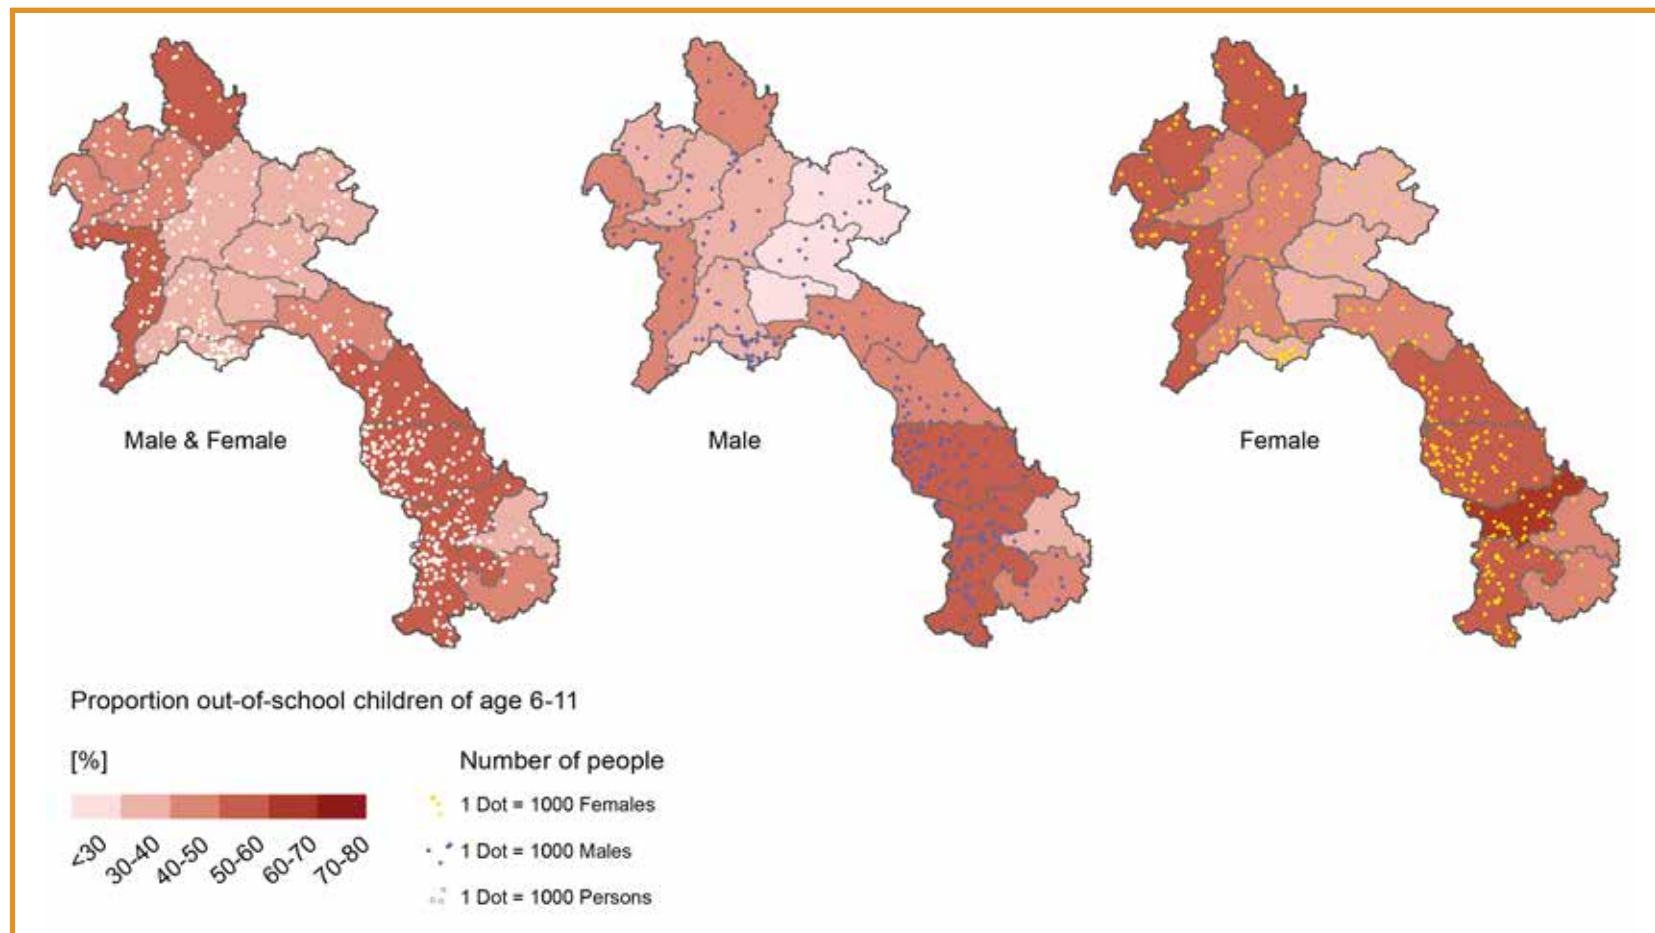 Male & Female
Male
Female
Proportion out-of-school children of age 6-11
[%]
<30
30-40
40-50
50-60
60-70
70-80
Number of people
1 Dot = 1000 Females
1 Dot = 1000 Males
1 Dot = 1000 Persons